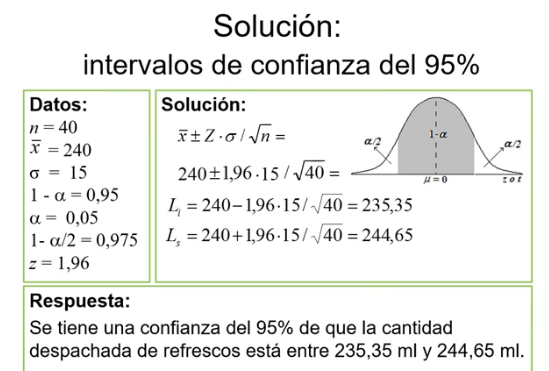 Solución:
intervalos de confianza del 95%
Datos:
n = 40
x̄ = 240
σ = 15
1 - α = 0,95
α = 0,05
1- α/2 = 0,975
z = 1,96
Solución:
x̄ ± Z · σ / √n =
240 ± 1,96 · 15 / √40 =
Lᵢ = 240 − 1,96 · 15 / √40 = 235,35
Lₛ = 240 + 1,96 · 15 / √40 = 244,65
α/2
1-α
α/2
μ = 0
z o t
Respuesta:
Se tiene una confianza del 95% de que la cantidad
despachada de refrescos está entre 235,35 ml y 244,65 ml.